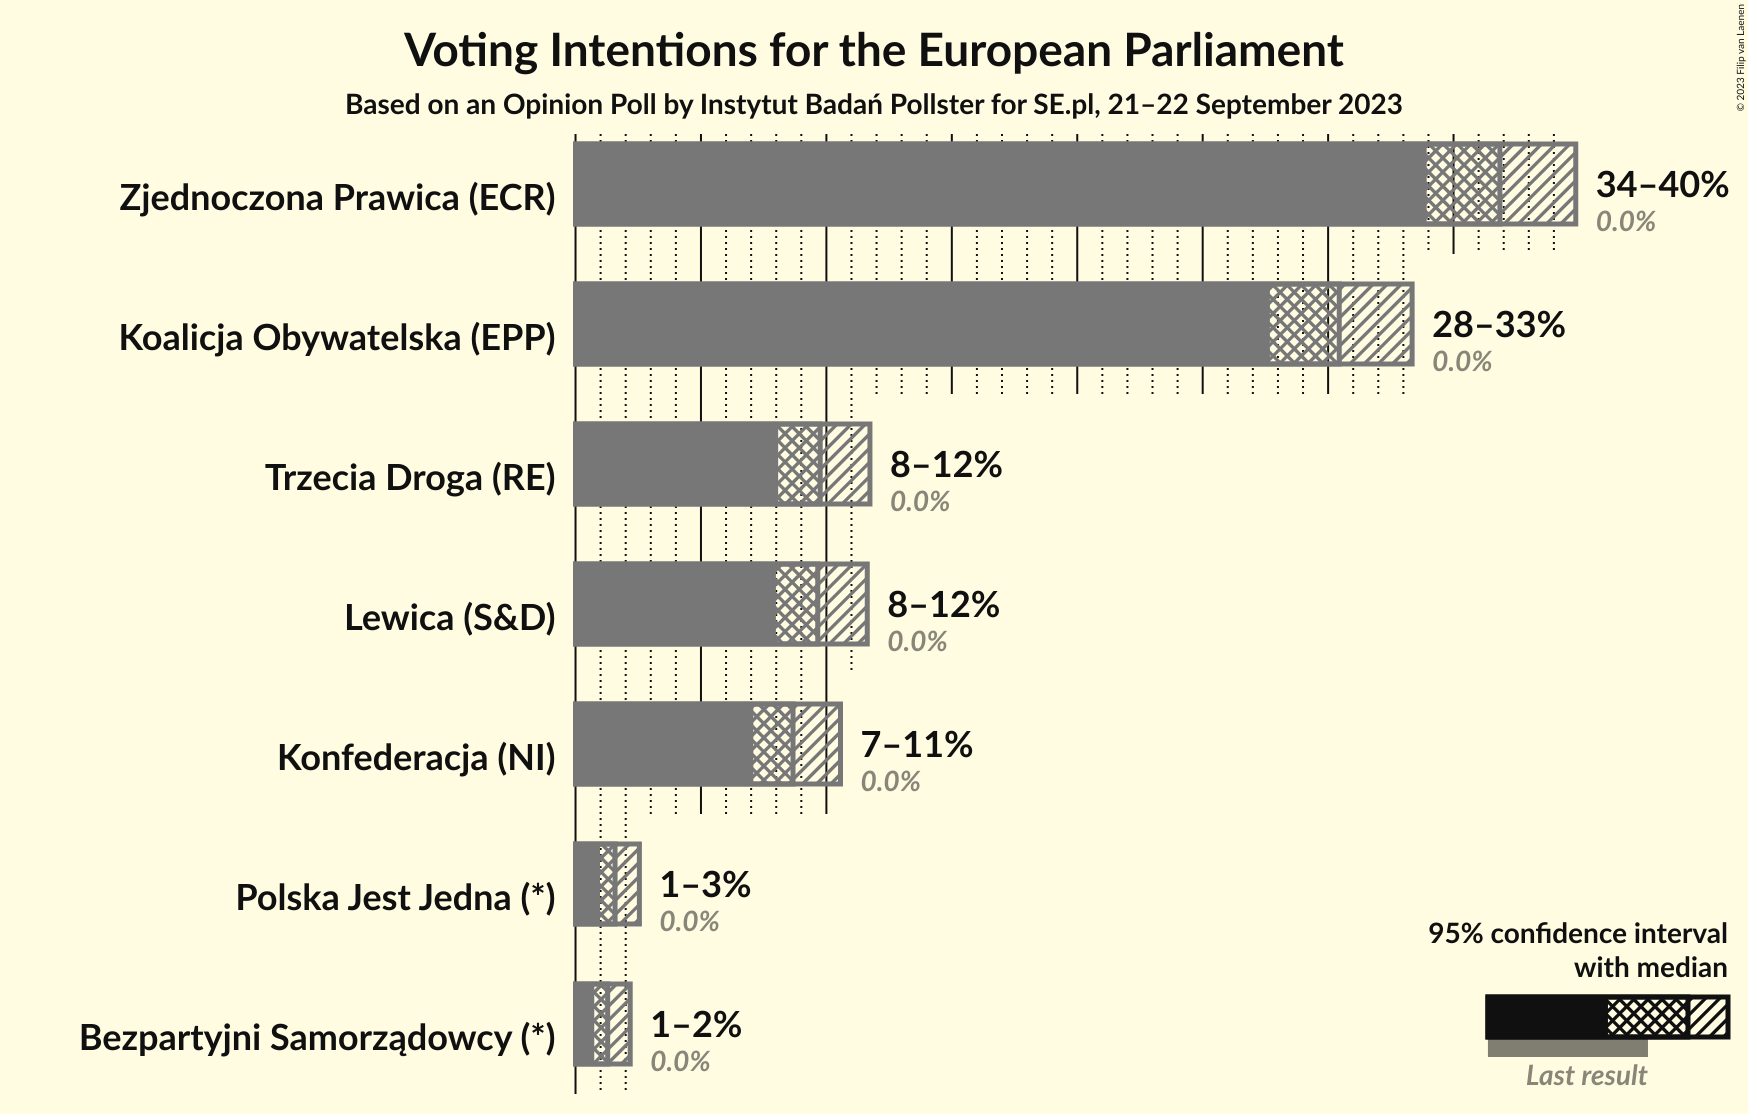 Voting Intentions for the European Parliament
Based on an Opinion Poll by Instytut Badań Pollster for SE.pl, 21–22 September 2023
© 2023 Filip van Laenen
Zjednoczona Prawica (ECR)
34–40%
0.0%
Koalicja Obywatelska (EPP)
28–33%
0.0%
Trzecia Droga (RE)
8–12%
0.0%
Lewica (S&D)
8–12%
0.0%
Konfederacja (NI)
7–11%
0.0%
Polska Jest Jedna (*)
1–3%
0.0%
Bezpartyjni Samorządowcy (*)
1–2%
0.0%
95% confidence interval
with median
Last result